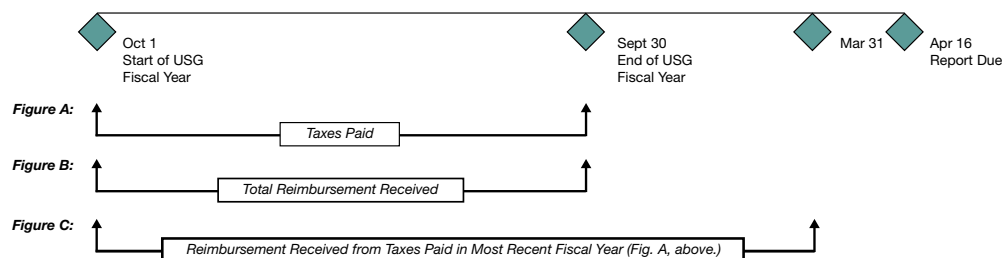 Oct 1
Start of USG
Fiscal Year
Sept 30
End of USG
Fiscal Year
Mar 31
Apr 16
Report Due
Figure A:
Taxes Paid
Figure B:
Total Reimbursement Received
Figure C:
Reimbursement Received from Taxes Paid in Most Recent Fiscal Year (Fig. A, above.)